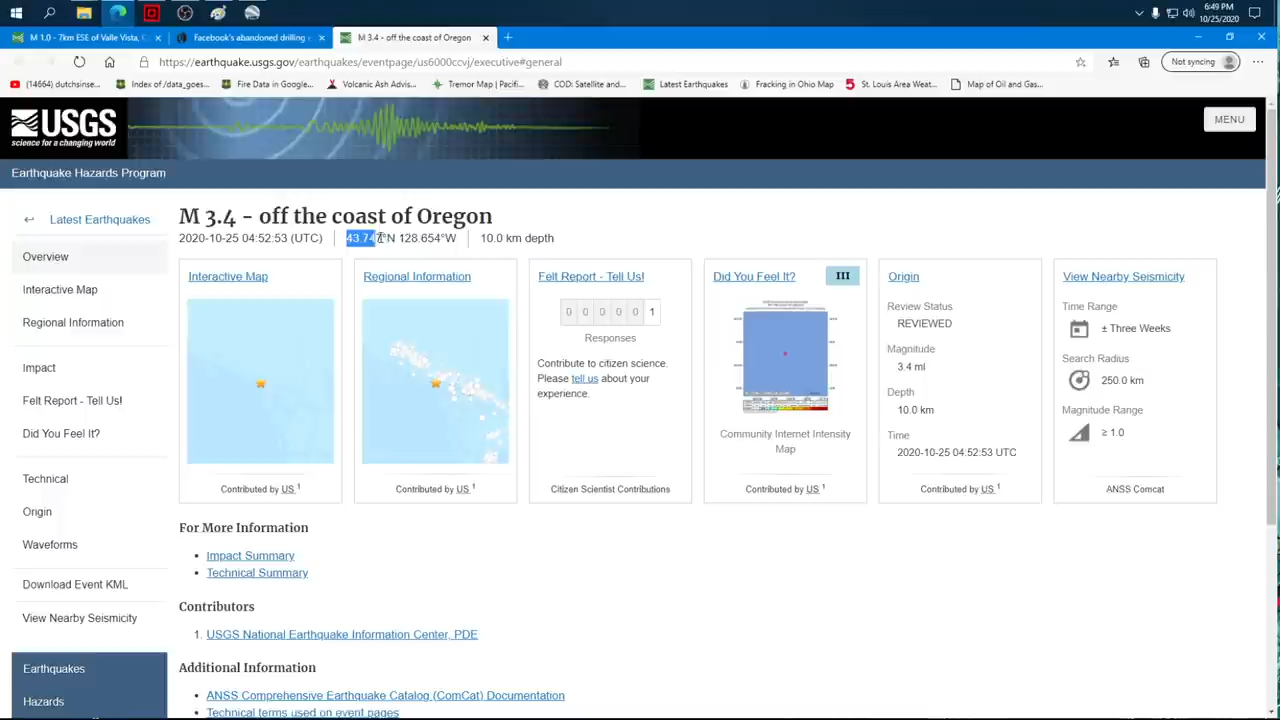 6:49 PM
10/25/2020
M 1.0 - 7km ESE of Valle Vista, C
Facebook's abandoned drilling e
M 3.4 - off the coast of Oregon
https://earthquake.usgs.gov/earthquakes/eventpage/us6000ccvj/executive#general
Not syncing
(14664) dutchsinse...
Index of /data_goes...
Fire Data in Google...
Volcanic Ash Advis...
Tremor Map | Pacifi...
COD: Satellite and...
Latest Earthquakes
Fracking in Ohio Map
St. Louis Area Weat...
Map of Oil and Gas...
USGS
science for a changing world
MENU
Earthquake Hazards Program
Latest Earthquakes
Overview
Interactive Map
Regional Information
Impact
Felt Report - Tell Us!
Did You Feel It?
Technical
Origin
Waveforms
Download Event KML
View Nearby Seismicity
Earthquakes
Hazards
M 3.4 - off the coast of Oregon
2020-10-25 04:52:53 (UTC) 43.747°N 128.654°W 10.0 km depth
Interactive Map
Contributed by US 1
Regional Information
Contributed by US 1
Felt Report - Tell Us!
0 0 0 0 0 1
Responses
Contribute to citizen science.
Please tell us about your
experience.
Citizen Scientist Contributions
Did You Feel It?
III
Community Internet Intensity
Map
Contributed by US 1
Origin
Review Status
REVIEWED
Magnitude
3.4 ml
Depth
10.0 km
Time
2020-10-25 04:52:53 UTC
Contributed by US 1
View Nearby Seismicity
Time Range
± Three Weeks
Search Radius
250.0 km
Magnitude Range
≥ 1.0
ANSS Comcat
For More Information
Impact Summary
Technical Summary
Contributors
1. USGS National Earthquake Information Center, PDE
Additional Information
ANSS Comprehensive Earthquake Catalog (ComCat) Documentation
Technical terms used on event pages